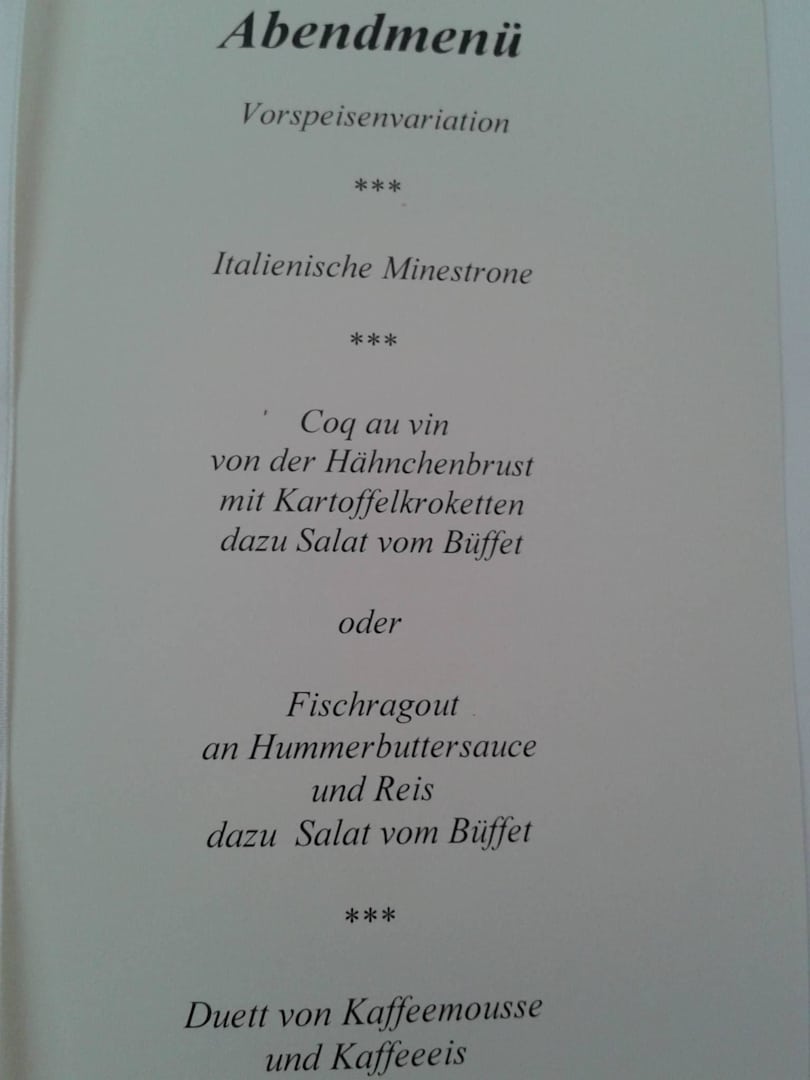 Abendmenü
Vorspeisenvariation
***
Italienische Minestrone
***
Coq au vin
von der Hähnchenbrust
mit Kartoffelkroketten
dazu Salat vom Büffet
oder
Fischragout
an Hummerbuttersauce
und Reis
dazu Salat vom Büffet
***
Duett von Kaffeemousse
und Kaffeeeis